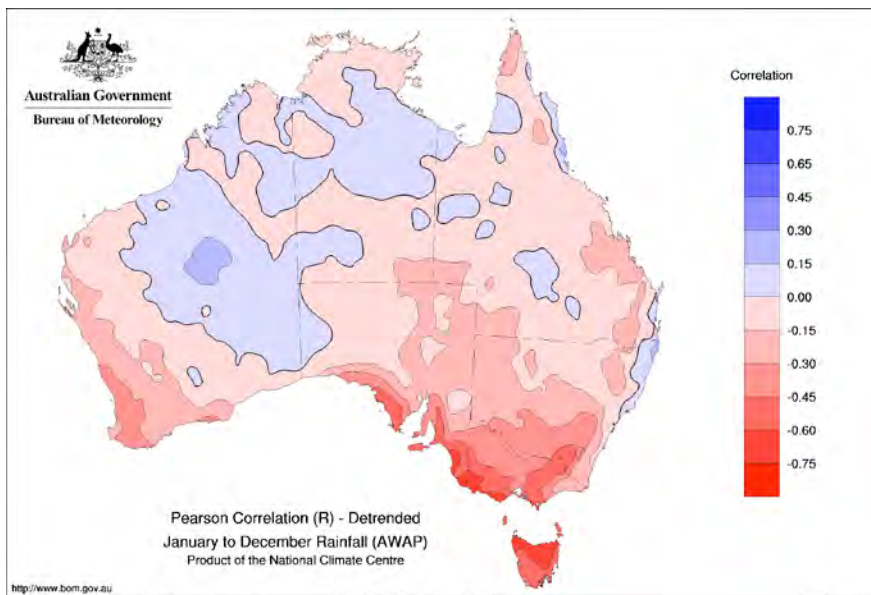 Australian Government
Bureau of Meteorology
Correlation
0.75
0.65
0.45
0.30
0.15
0.00
-0.15
-0.30
-0.45
-0.60
-0.75
Pearson Correlation (R) - Detrended
January to December Rainfall (AWAP)
Product of the National Climate Centre
http://www.bom.gov.au